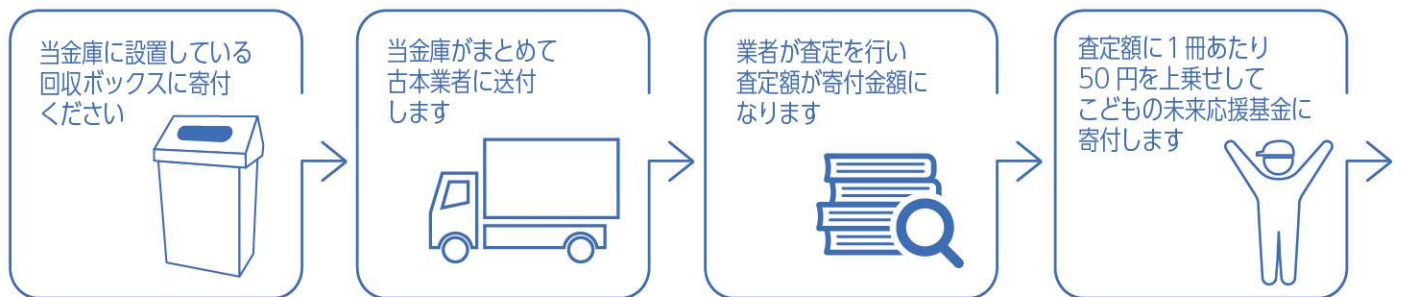 当金庫に設置している
回収ボックスに寄付
ください
当金庫がまとめて
古本業者に送付
します
業者が査定を行い
査定額が寄付金額に
なります
査定額に1冊あたり
50円を上乗せして
こどもの未来応援基金に
寄付します